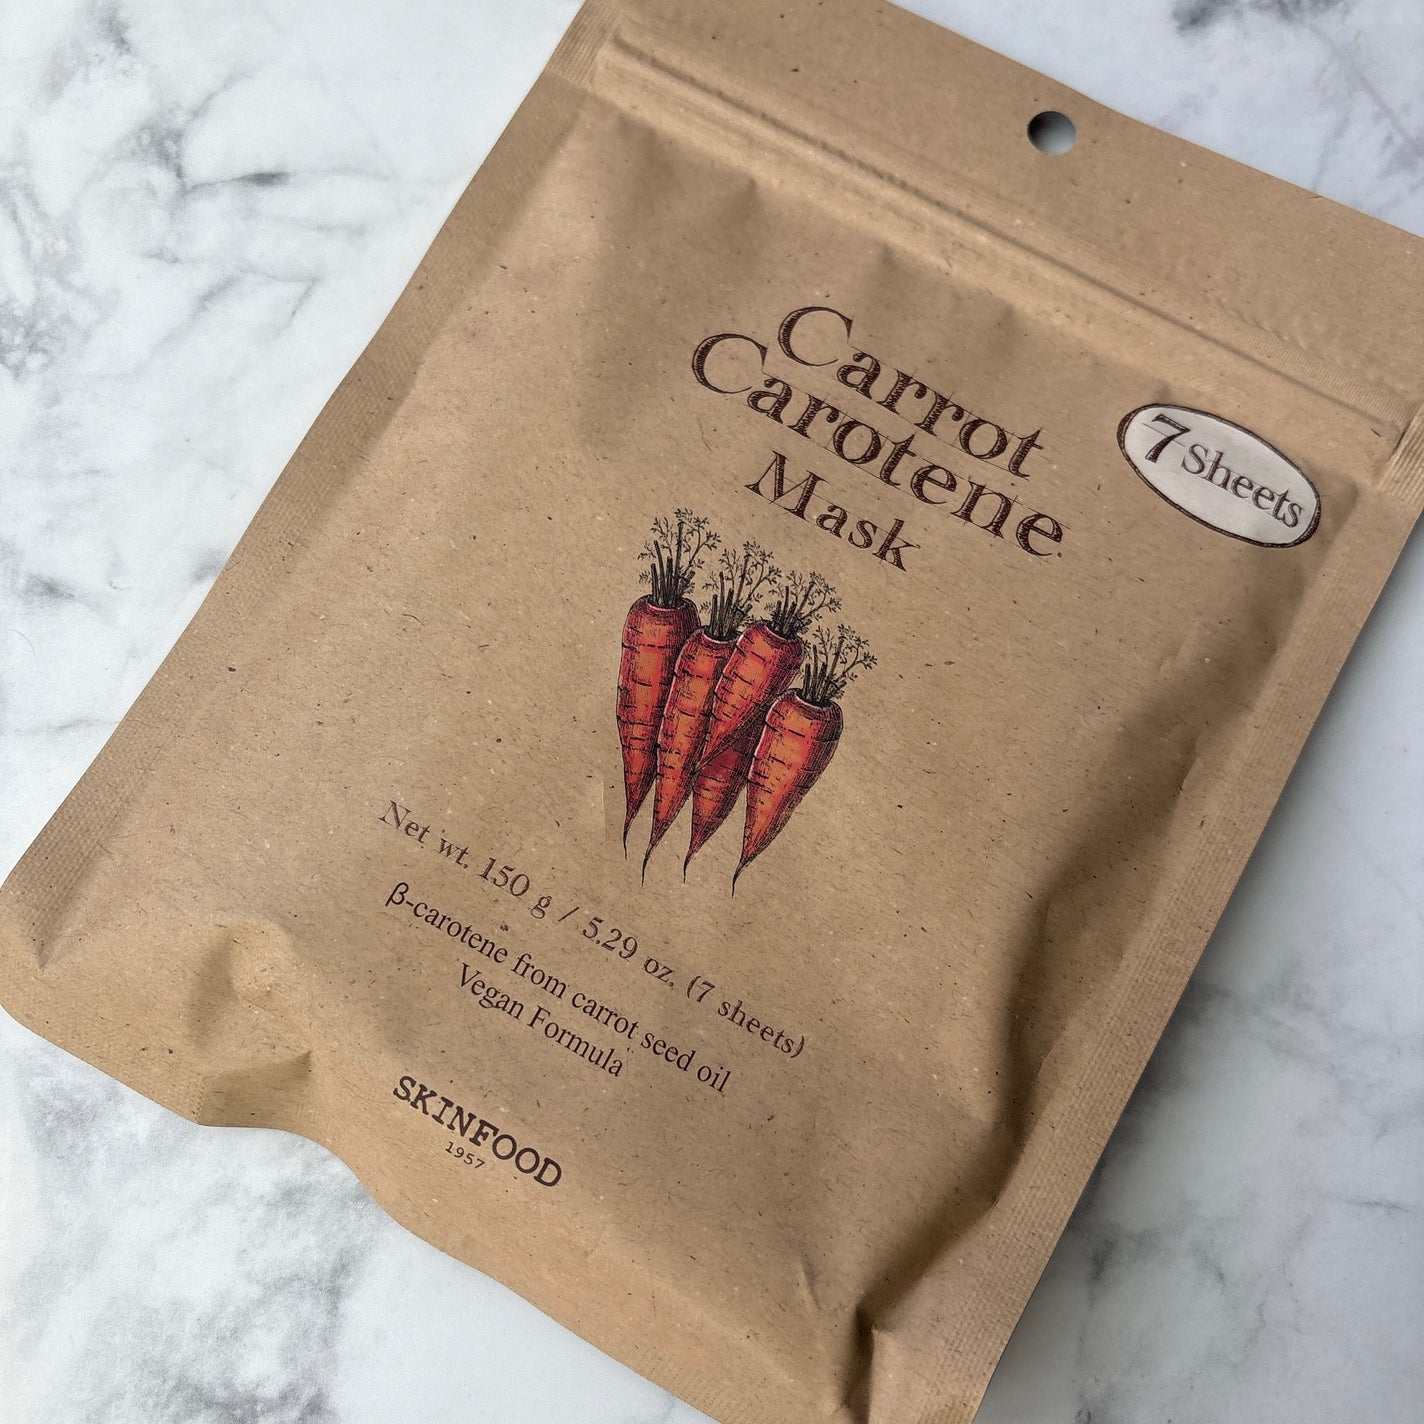 Carrot
Carotene
Mask
7 Sheets
Net wt. 150 g / 5.29 oz. (7 sheets)
β-carotene from carrot seed oil
Vegan Formula
SKINFOOD
1957